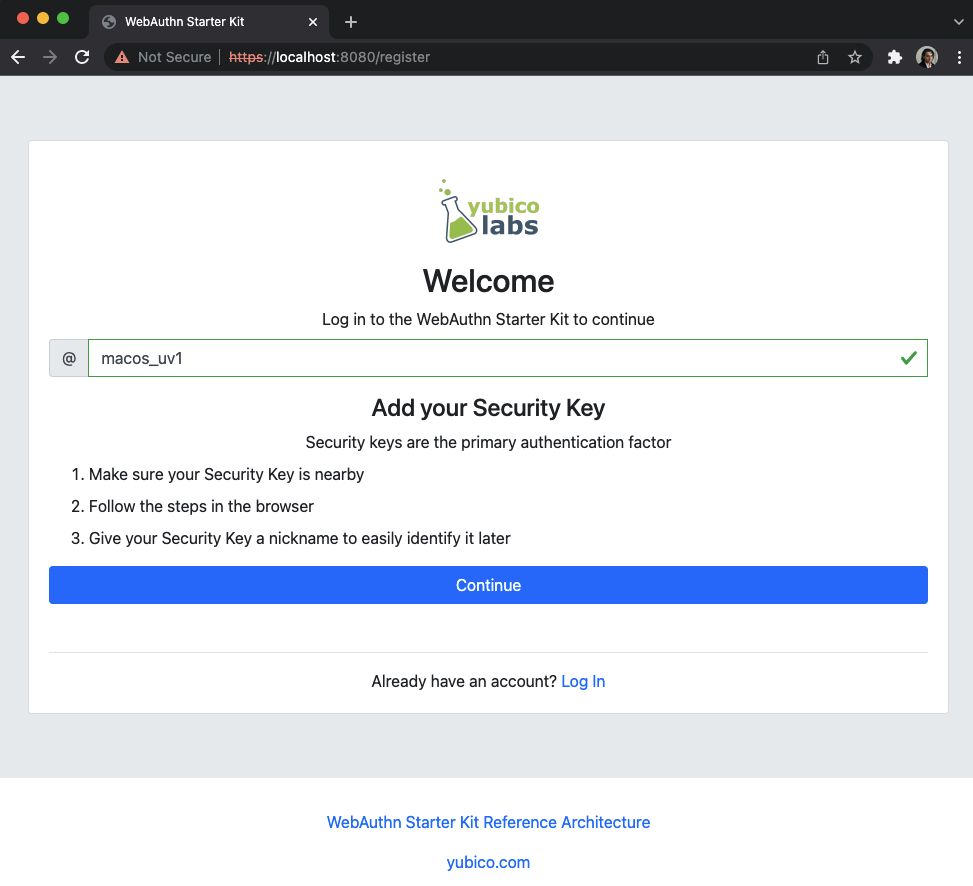 WebAuthn Starter Kit
Not Secure https://localhost:8080/register
yubico
labs
Welcome
Log in to the WebAuthn Starter Kit to continue
@ macos_uv1
Add your Security Key
Security keys are the primary authentication factor
1. Make sure your Security Key is nearby
2. Follow the steps in the browser
3. Give your Security Key a nickname to easily identify it later
Continue
Already have an account? Log In
WebAuthn Starter Kit Reference Architecture
yubico.com